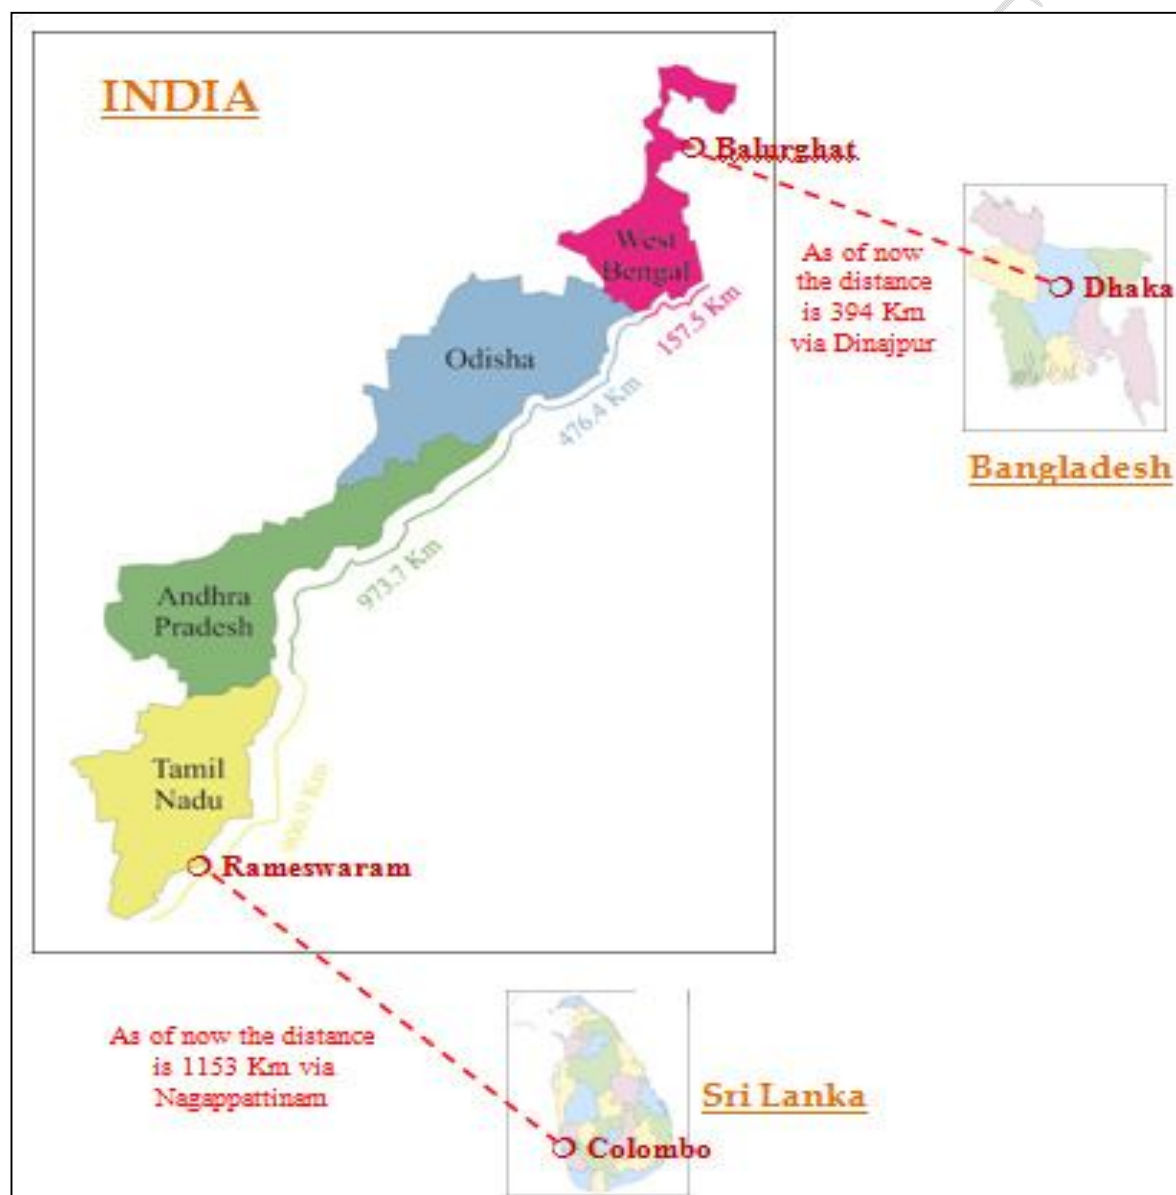 INDIA
Balurghat
West
Bengal
157.5 Km
As of now
the distance
is 394 Km
via Dinajpur
Dhaka
Bangladesh
Odisha
476.4 Km
973.7 Km
Andhra
Pradesh
Tamil
Nadu
Km
Rameswaram
As of now the distance
is 1153 Km via
Nagappattinam
Sri Lanka
Colombo